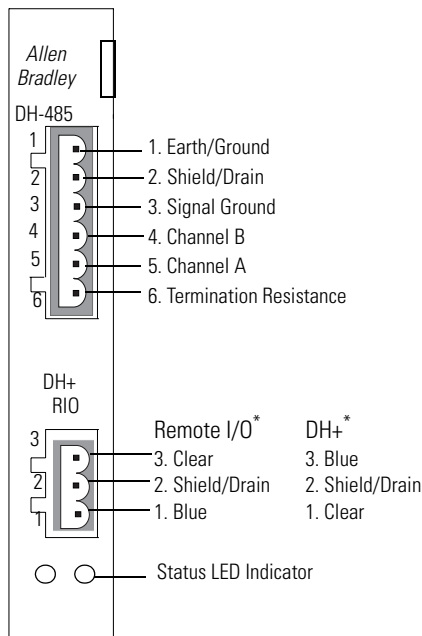 Allen
Bradley
DH-485
1
2
3
4
5
6
1. Earth/Ground
2. Shield/Drain
3. Signal Ground
4. Channel B
5. Channel A
6. Termination Resistance
DH+
RIO
3
2
1
Remote I/O*
3. Clear
2. Shield/Drain
1. Blue
DH+*
3. Blue
2. Shield/Drain
1. Clear
Status LED Indicator